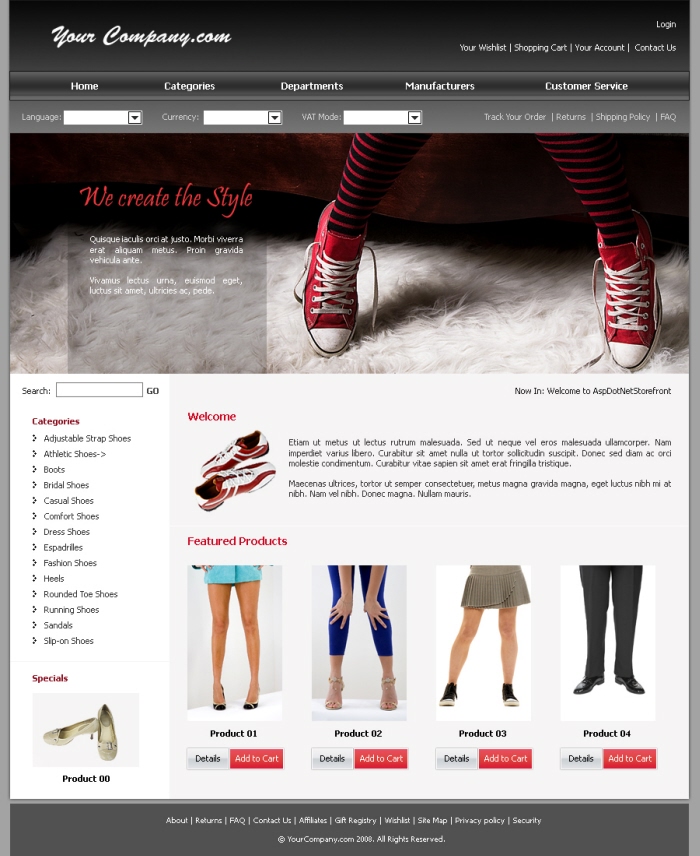 Your Company.com
Login
Your Wishlist | Shopping Cart | Your Account | Contact Us
Home Categories Departments Manufacturers Customer Service
Language: Currency: VAT Mode: Track Your Order | Returns | Shipping Policy | FAQ
We create the Style
Quisque iaculis orci at justo. Morbi viverra
erat aliquam metus. Proin gravida
vehicula ante.
Vivamus lectus urna, euismod eget,
luctus sit amet, ultricies ac, pede.
Search: GO
Now In: Welcome to AspDotNetStorefront
Categories
Adjustable Strap Shoes
Athletic Shoes->
Boots
Bridal Shoes
Casual Shoes
Comfort Shoes
Dress Shoes
Espadrilles
Fashion Shoes
Heels
Rounded Toe Shoes
Running Shoes
Sandals
Slip-on Shoes
Specials
Product 00
Welcome
Etiam ut metus ut lectus rutrum malesuada. Sed ut neque vel eros malesuada ullamcorper. Nam
imperdiet varius libero. Curabitur sit amet nulla ut tortor sollicitudin suscipit. Donec sed diam ac orci
molestie condimentum. Curabitur vitae sapien sit amet erat fringilla tristique.
Maecenas ultrices, tortor ut semper consectetuer, metus magna gravida magna, eget luctus nibh mi at
nibh. Nam vel nibh. Donec magna. Nullam mauris.
Featured Products
Product 01 Product 02 Product 03 Product 04
Details Add to Cart Details Add to Cart Details Add to Cart Details Add to Cart
About | Returns | FAQ | Contact Us | Affiliates | Gift Registry | Wishlist | Site Map | Privacy policy | Security
© YourCompany.com 2008. All Rights Reserved.